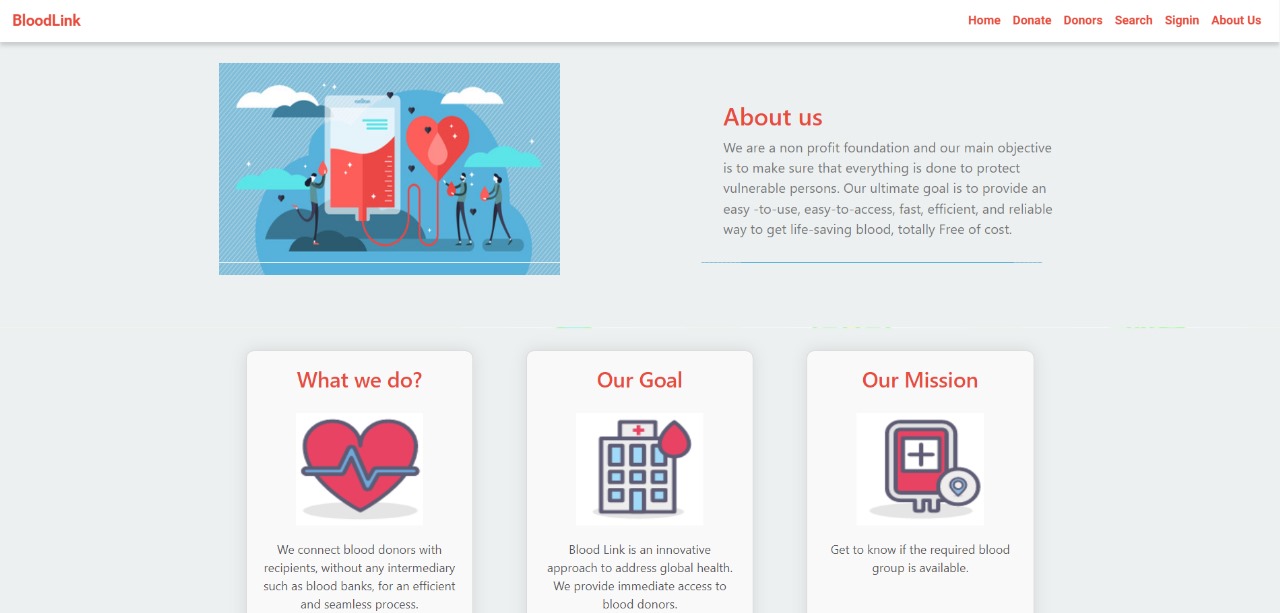 BloodLink
Home Donate Donors Search Signin About Us
About us
We are a non profit foundation and our main objective
is to make sure that everything is done to protect
vulnerable persons. Our ultimate goal is to provide an
easy -to-use, easy-to-access, fast, efficient, and reliable
way to get life-saving blood, totally Free of cost.
What we do?
We connect blood donors with
recipients, without any intermediary
such as blood banks, for an efficient
and seamless process.
Our Goal
Blood Link is an innovative
approach to address global health.
We provide immediate access to
blood donors.
Our Mission
Get to know if the required blood
group is available.